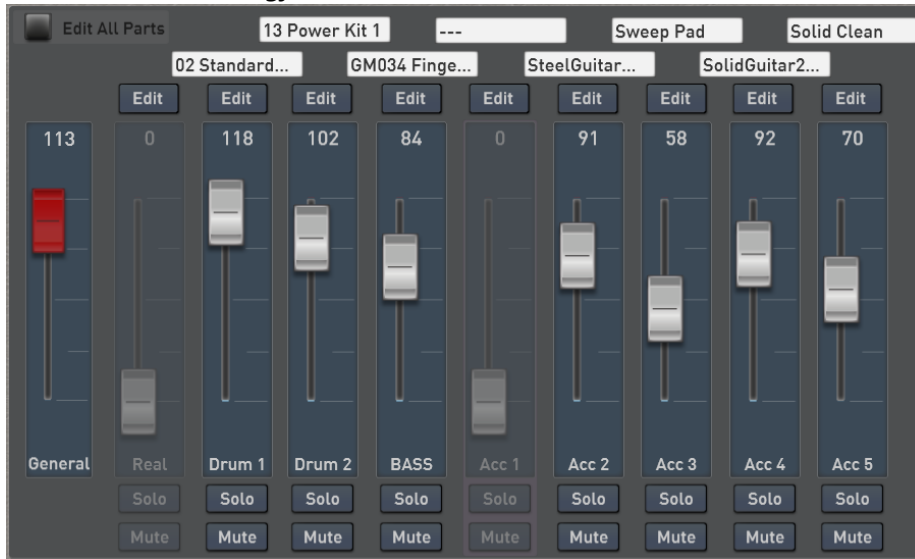 Edit All Parts 13 Power Kit 1 --- Sweep Pad Solid Clean
02 Standard... GM034 Finge... SteelGuitar... SolidGuitar2...
Edit Edit Edit Edit Edit Edit Edit Edit Edit
113 0 118 102 84 0 91 58 92 70
General Real Drum 1 Drum 2 BASS Acc 1 Acc 2 Acc 3 Acc 4 Acc 5
Solo Solo Solo Solo Solo Solo Solo Solo Solo
Mute Mute Mute Mute Mute Mute Mute Mute Mute